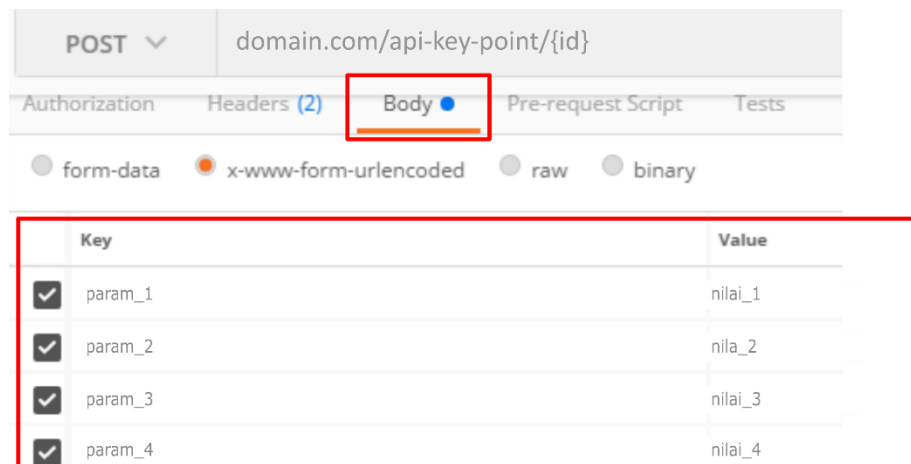 POST domain.com/api-key-point/{id}
Authorization Headers (2) Body Pre-request Script Tests
form-data x-www-form-urlencoded raw binary
Key Value
param_1 nilai_1
param_2 nila_2
param_3 nilai_3
param_4 nilai_4